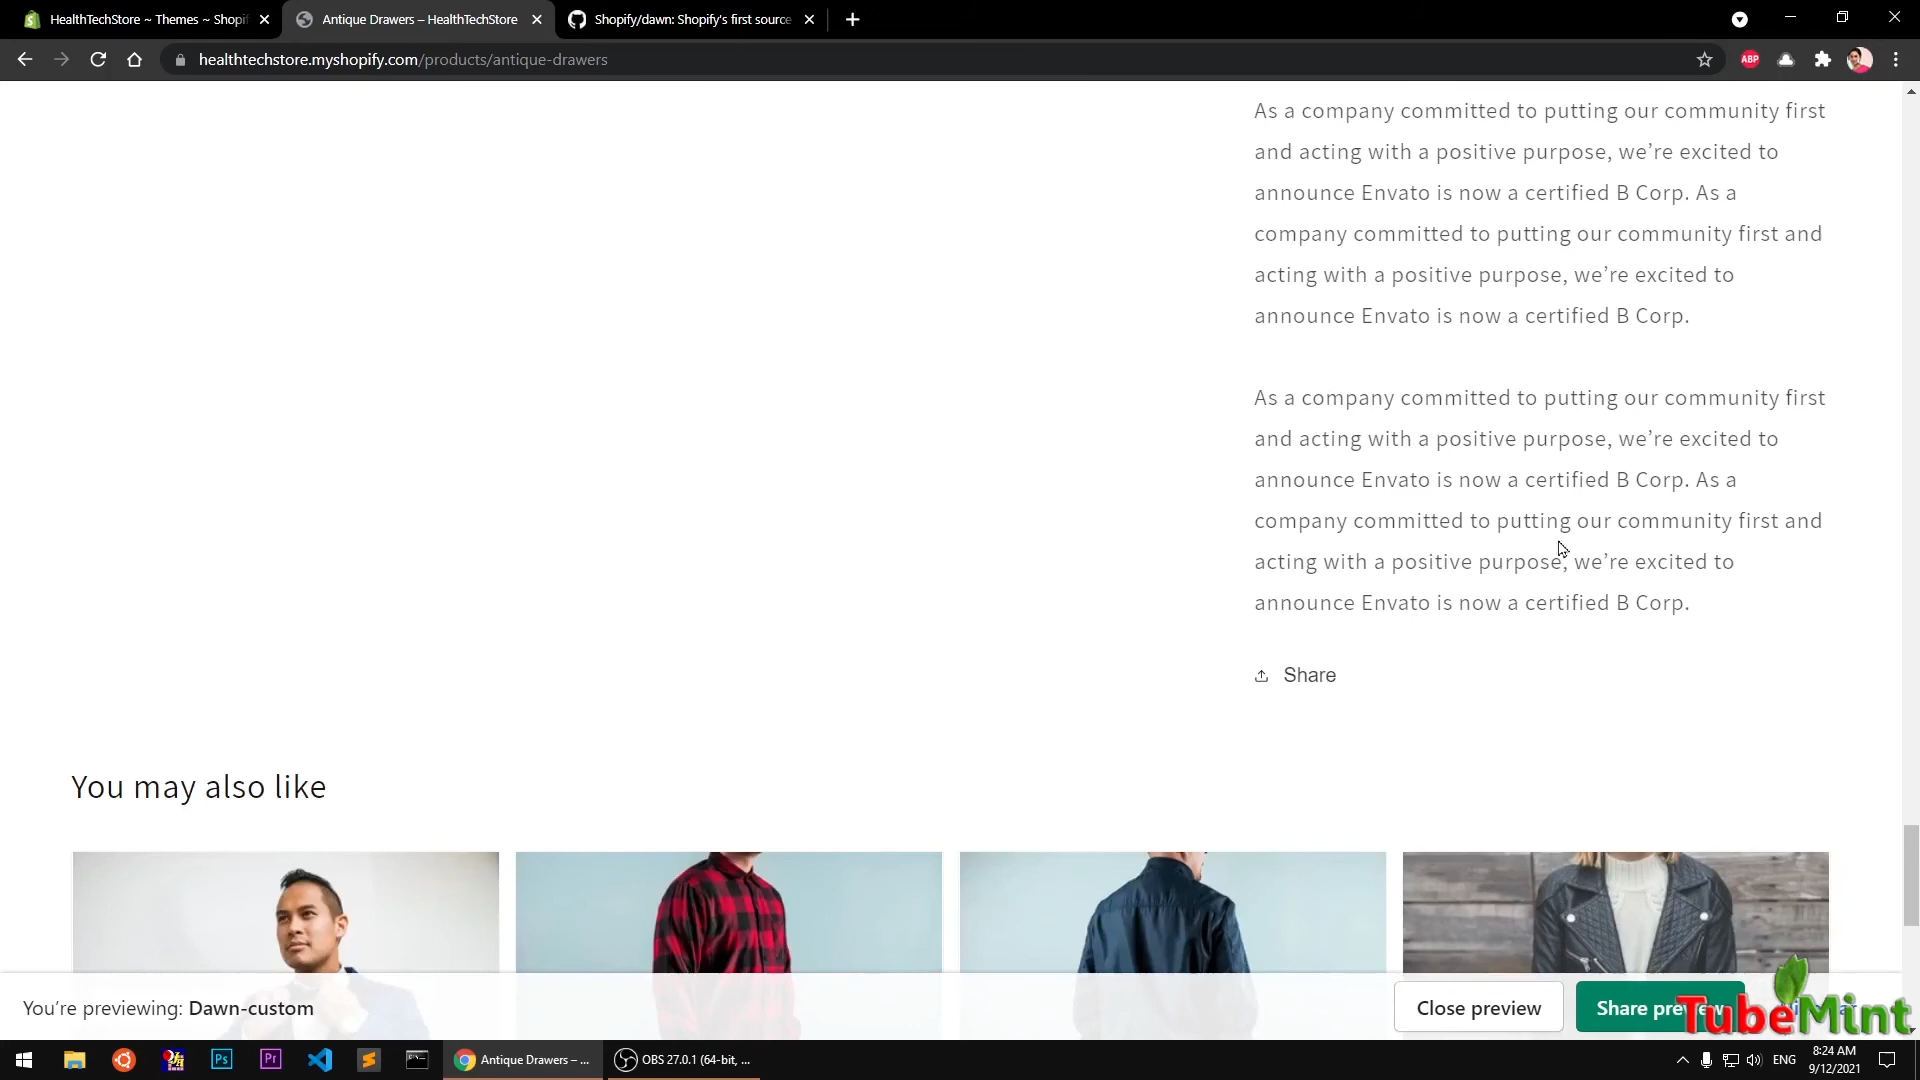 HealthTechStore ~ Themes ~ Shopif
Antique Drawers – HealthTechStore
Shopify/dawn: Shopify's first source
healthtechstore.myshopify.com/products/antique-drawers
ABP
As a company committed to putting our community first
and acting with a positive purpose, we’re excited to
announce Envato is now a certified B Corp. As a
company committed to putting our community first and
acting with a positive purpose, we’re excited to
announce Envato is now a certified B Corp.
As a company committed to putting our community first
and acting with a positive purpose, we’re excited to
announce Envato is now a certified B Corp. As a
company committed to putting our community first and
acting with a positive purpose, we’re excited to
announce Envato is now a certified B Corp.
Share
You may also like
You’re previewing: Dawn-custom
Close preview
Share preview
TubeMint
Ps
Pr
Antique Drawers – ...
OBS 27.0.1 (64-bit, ...
ENG
8:24 AM
9/12/2021